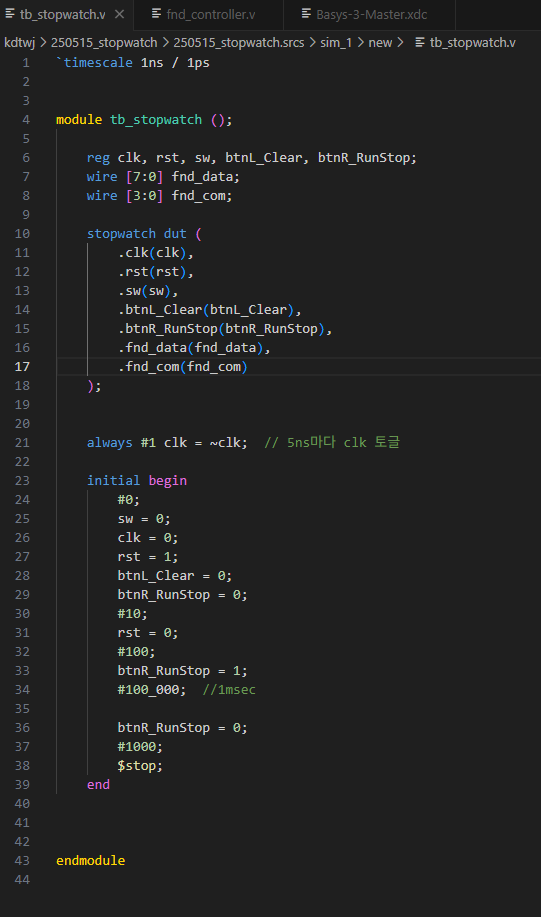 tb_stopwatch.v fnd_controller.v Basys-3-Master.xdc
kdtwj > 250515_stopwatch > 250515_stopwatch.srcs > sim_1 > new > tb_stopwatch.v
1 `timescale 1ns / 1ps
2
3
4 module tb_stopwatch ();
5
6 reg clk, rst, sw, btnL_Clear, btnR_RunStop;
7 wire [7:0] fnd_data;
8 wire [3:0] fnd_com;
9
10 stopwatch dut (
11 .clk(clk),
12 .rst(rst),
13 .sw(sw),
14 .btnL_Clear(btnL_Clear),
15 .btnR_RunStop(btnR_RunStop),
16 .fnd_data(fnd_data),
17 .fnd_com(fnd_com)
18 );
19
20
21 always #1 clk = ~clk; // 5ns마다 clk 토글
22
23 initial begin
24 #0;
25 sw = 0;
26 clk = 0;
27 rst = 1;
28 btnL_Clear = 0;
29 btnR_RunStop = 0;
30 #10;
31 rst = 0;
32 #100;
33 btnR_RunStop = 1;
34 #100_000; //1msec
35
36 btnR_RunStop = 0;
37 #1000;
38 $stop;
39 end
40
41
42
43 endmodule
44